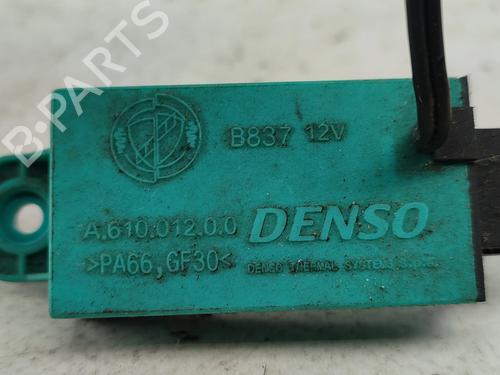 B-PARTS
B837 12V
A.610.012.0.0 DENSO
>PA66,GF30< DENSO THERMAL SYSTEMS S.p.A.